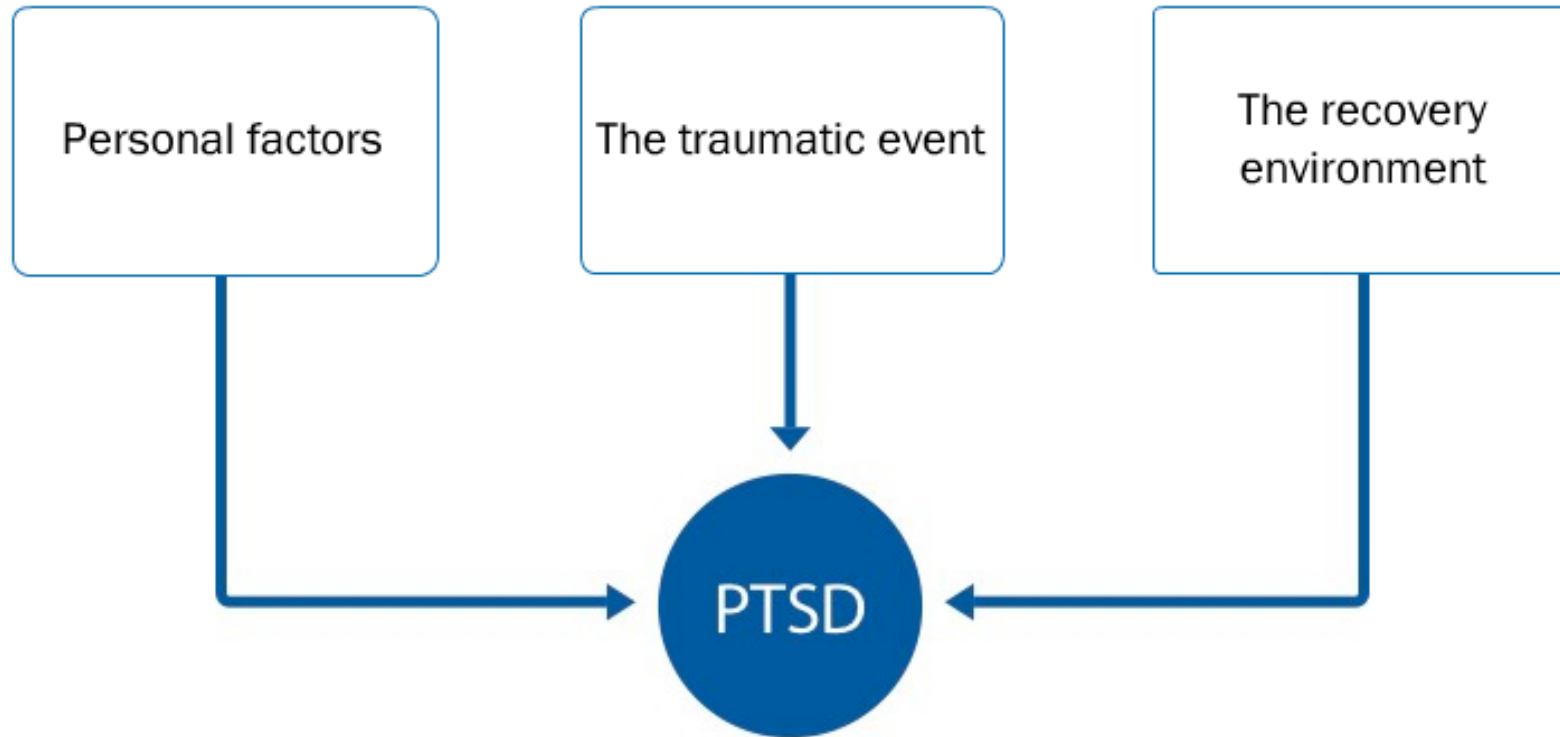 Personal factors
The traumatic event
The recovery
environment
PTSD